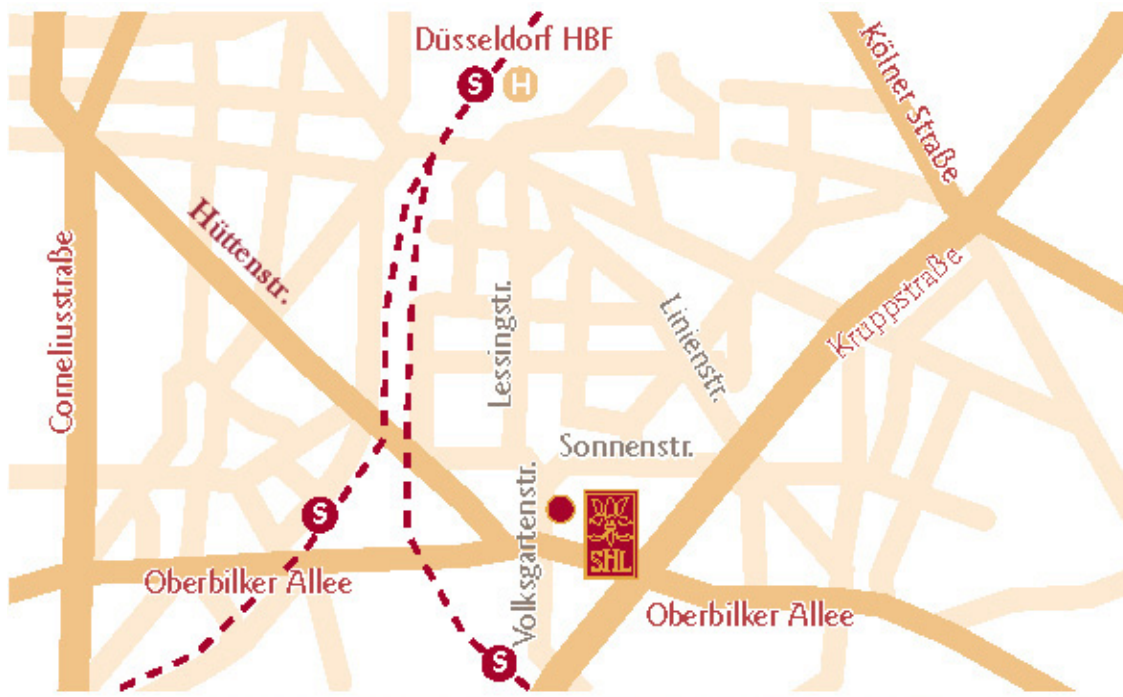 Düsseldorf HBF
S
H
Kölner Straße
Hüttenstr.
Corneliusstraße
Lessingstr.
Linienstr.
Kruppstraße
Sonnenstr.
S
Volksgartenstr.
SHL
Oberbilker Allee
Oberbilker Allee
S